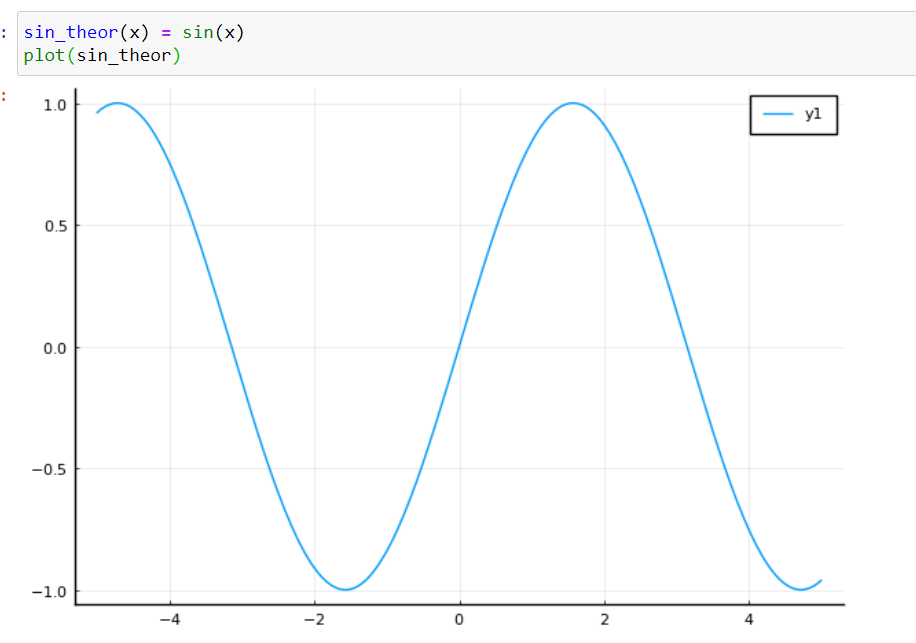 : sin_theor(x) = sin(x)
plot(sin_theor)
:
1.0
y1
0.5
0.0
−0.5
−1.0
−4 −2 0 2 4